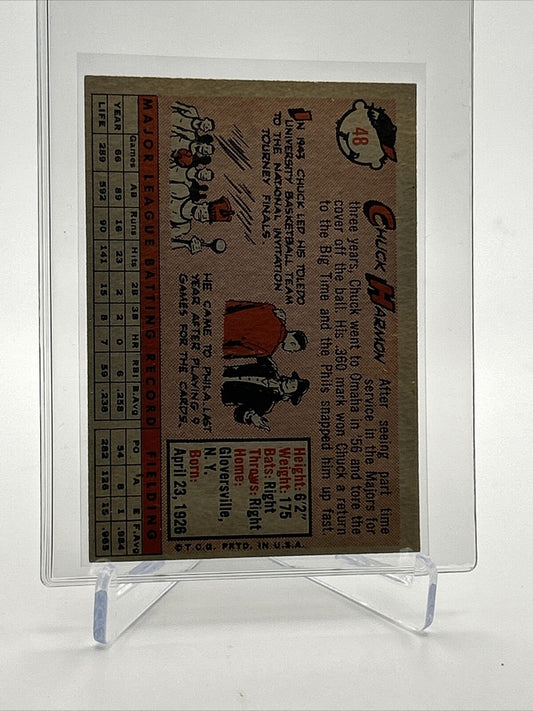 48
CHUCK HARMON
After seeing part time
service in the Majors for
three years, Chuck went to Omaha in '56 and tore the
cover off the ball. His .360 mark won Chuck a return
to the Big Time and the Phils snapped him up fast.
IN 1943 CHUCK LED HIS TOLEDO
UNIVERSITY BASKETBALL TEAM
TO THE NATIONAL INVITATION
TOURNEY FINALS.
HE CAME TO PHILA. LAST
YEAR AFTER PLAYING 9
GAMES FOR THE CARDS.
Height: 6'2"
Weight: 175
Bats: Right
Throws: Right
Home:
Gloversville,
N. Y.
Born:
April 23, 1926
© T.C.G. PRTD. IN U.S.A.
MAJOR LEAGUE BATTING RECORD FIELDING
Games AB Runs Hits 2B 3B HR RBI B.Avg PO A E F.Avg
YEAR 66 89 16 23 2 2 0 6 .258 54 8 1 .984
LIFE 289 592 90 141 15 8 7 59 .238 282 126 15 .965